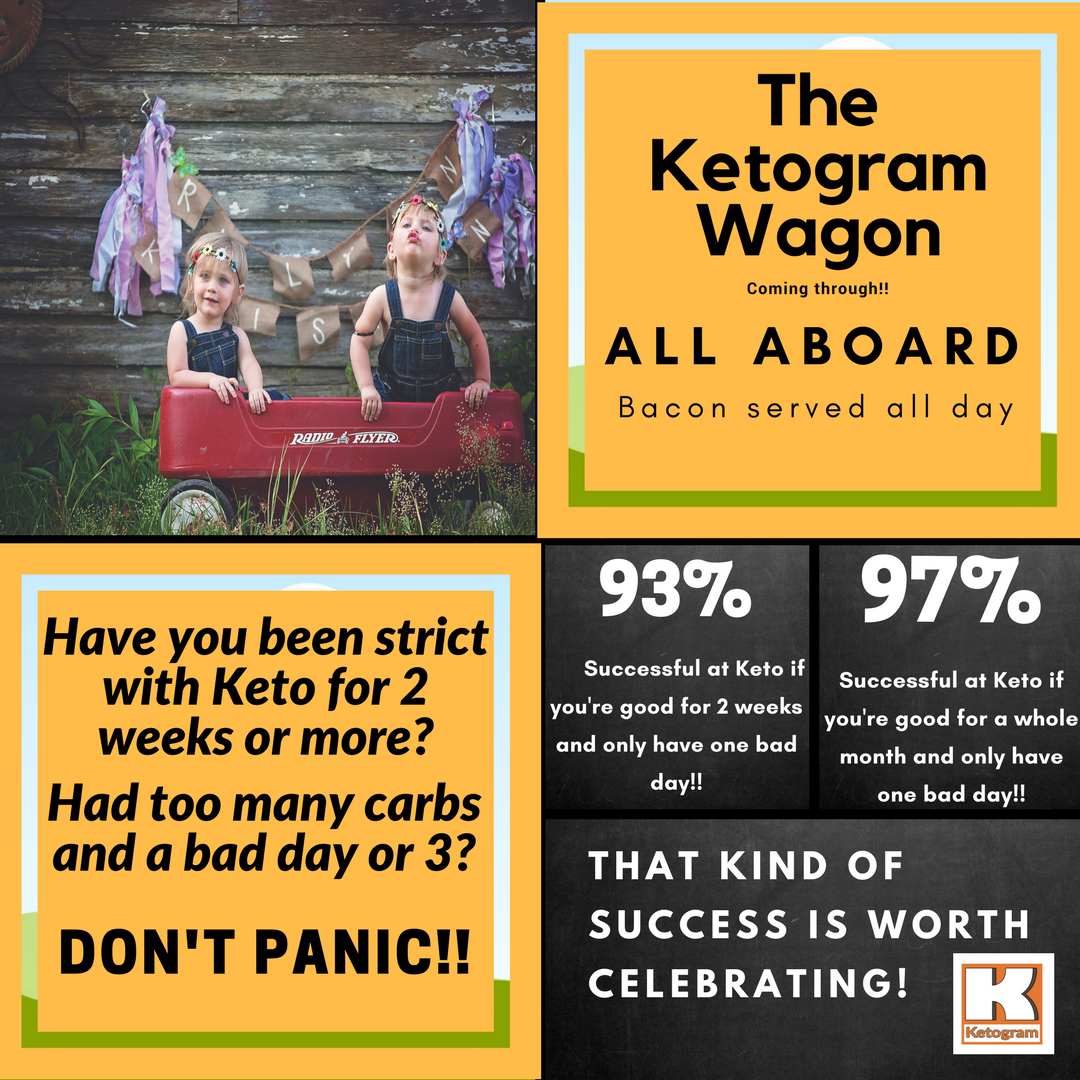 R I L Y N
K I S N
RADIO FLYER
The
Ketogram
Wagon
Coming through!!
ALL ABOARD
Bacon served all day
Have you been strict
with Keto for 2
weeks or more?
Had too many carbs
and a bad day or 3?
DON'T PANIC!!
93%
Successful at Keto if
you're good for 2 weeks
and only have one bad
day!!
97%
Successful at Keto if
you're good for a whole
month and only have
one bad day!!
THAT KIND OF
SUCCESS IS WORTH
CELEBRATING!
K
Ketogram